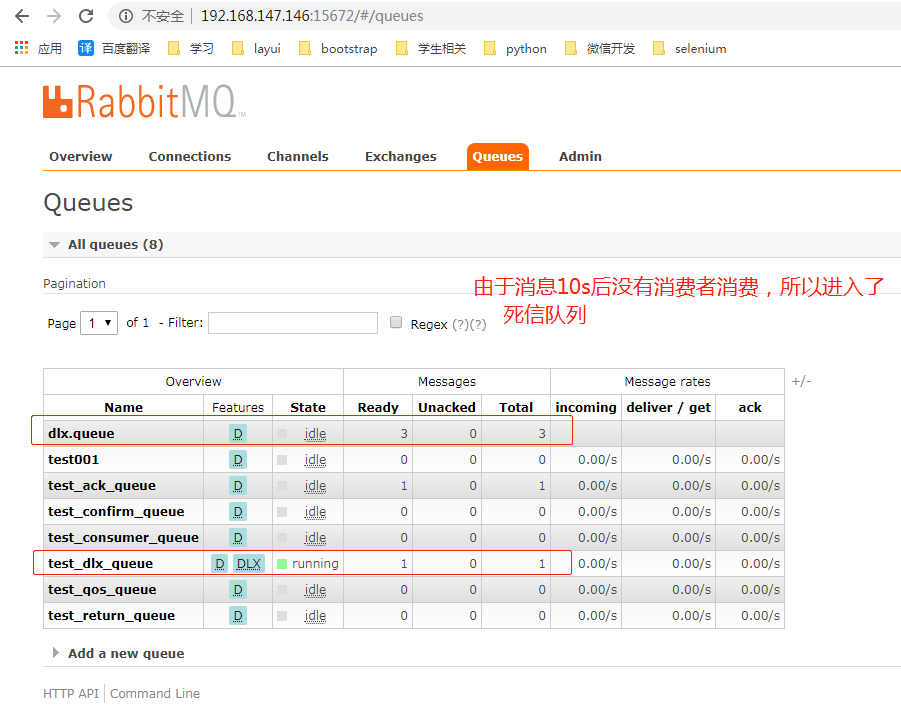 不安全 | 192.168.147.146:15672/#/queues
应用 译 百度翻译 学习 layui bootstrap 学生相关 python 微信开发 selenium
RabbitMQ TM
Overview Connections Channels Exchanges Queues Admin
Queues
All queues (8)
Pagination
由于消息10s后没有消费者消费，所以进入了
死信队列
Page 1 of 1 - Filter: Regex (?)(?)
Overview Messages Message rates +/-
Name Features State Ready Unacked Total incoming deliver / get ack
dlx.queue D idle 3 0 3
test001 D idle 0 0 0 0.00/s 0.00/s 0.00/s
test_ack_queue D idle 1 0 1 0.00/s 0.00/s 0.00/s
test_confirm_queue D idle 0 0 0 0.00/s 0.00/s 0.00/s
test_consumer_queue D idle 0 0 0 0.00/s 0.00/s 0.00/s
test_dlx_queue D DLX running 1 0 1 0.00/s 0.00/s 0.00/s
test_qos_queue D idle 0 0 0 0.00/s 0.00/s 0.00/s
test_return_queue D idle 0 0 0 0.00/s 0.00/s 0.00/s
Add a new queue
HTTP API | Command Line